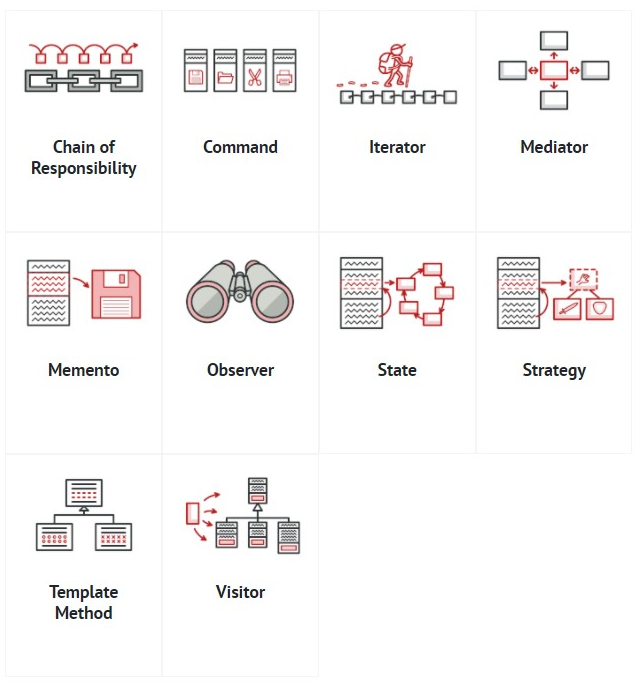 Chain of
Responsibility
Command
Iterator
Mediator
Memento
Observer
State
Strategy
Template
Method
Visitor